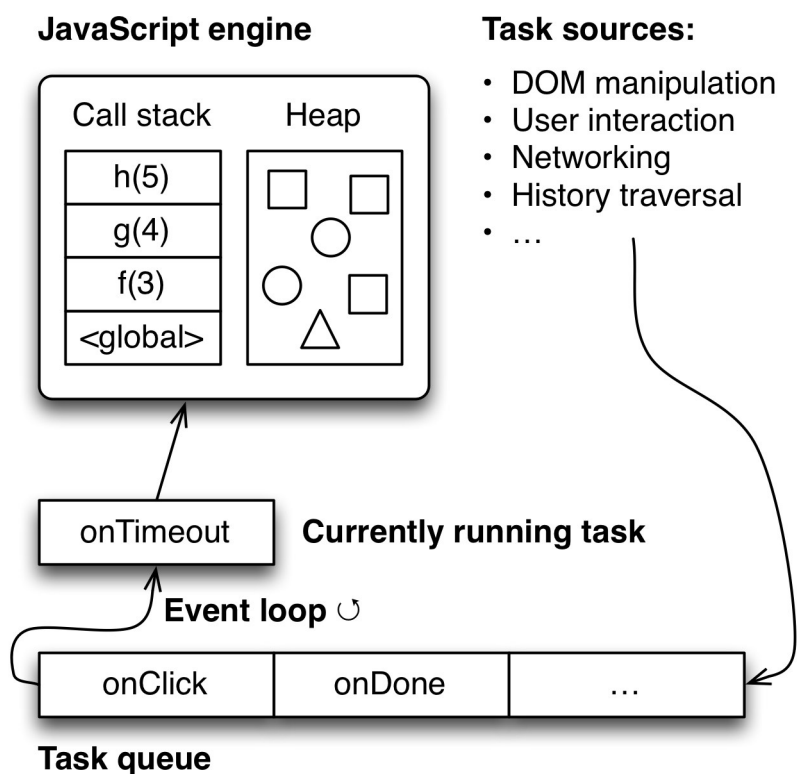 JavaScript engine
Call stack
Heap
h(5)
g(4)
f(3)
<global>
Task sources:
• DOM manipulation
• User interaction
• Networking
• History traversal
• …
onTimeout
Currently running task
Event loop
onClick
onDone
…
Task queue